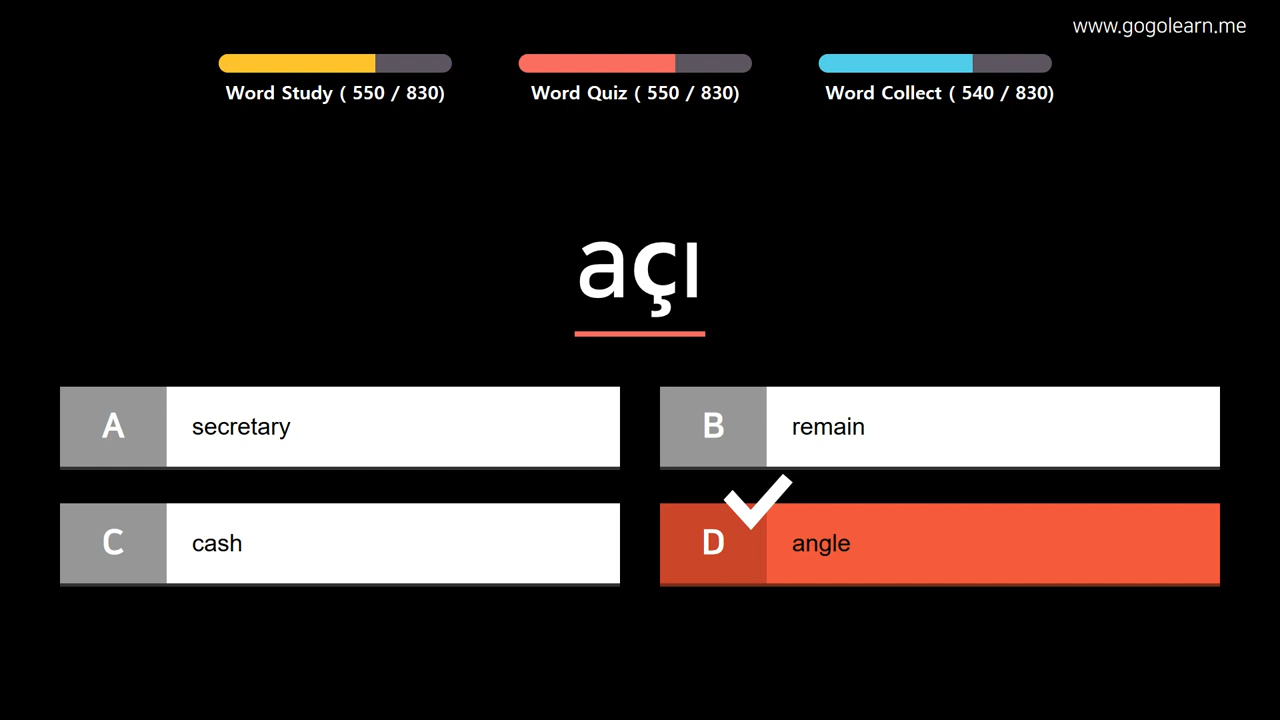 www.gogolearn.me
Word Study ( 550 / 830)
Word Quiz ( 550 / 830)
Word Collect ( 540 / 830)
açı
A secretary
B remain
C cash
D angle